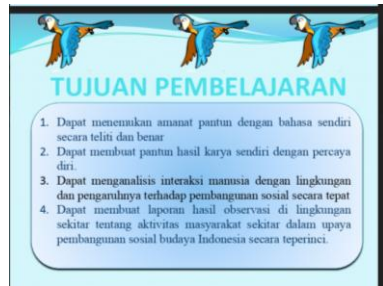 TUJUAN PEMBELAJARAN
1. Dapat menemukan amanat pantun dengan bahasa sendiri
secara teliti dan benar
2. Dapat membuat pantun hasil karya sendiri dengan percaya
diri.
3. Dapat menganalisis interaksi manusia dengan lingkungan
dan pengaruhnya terhadap pembangunan sosial secara tepat
4. Dapat membuat laporan hasil observasi di lingkungan
sekitar tentang aktivitas masyarakat sekitar dalam upaya
pembangunan sosial budaya Indonesia secara teperinci.